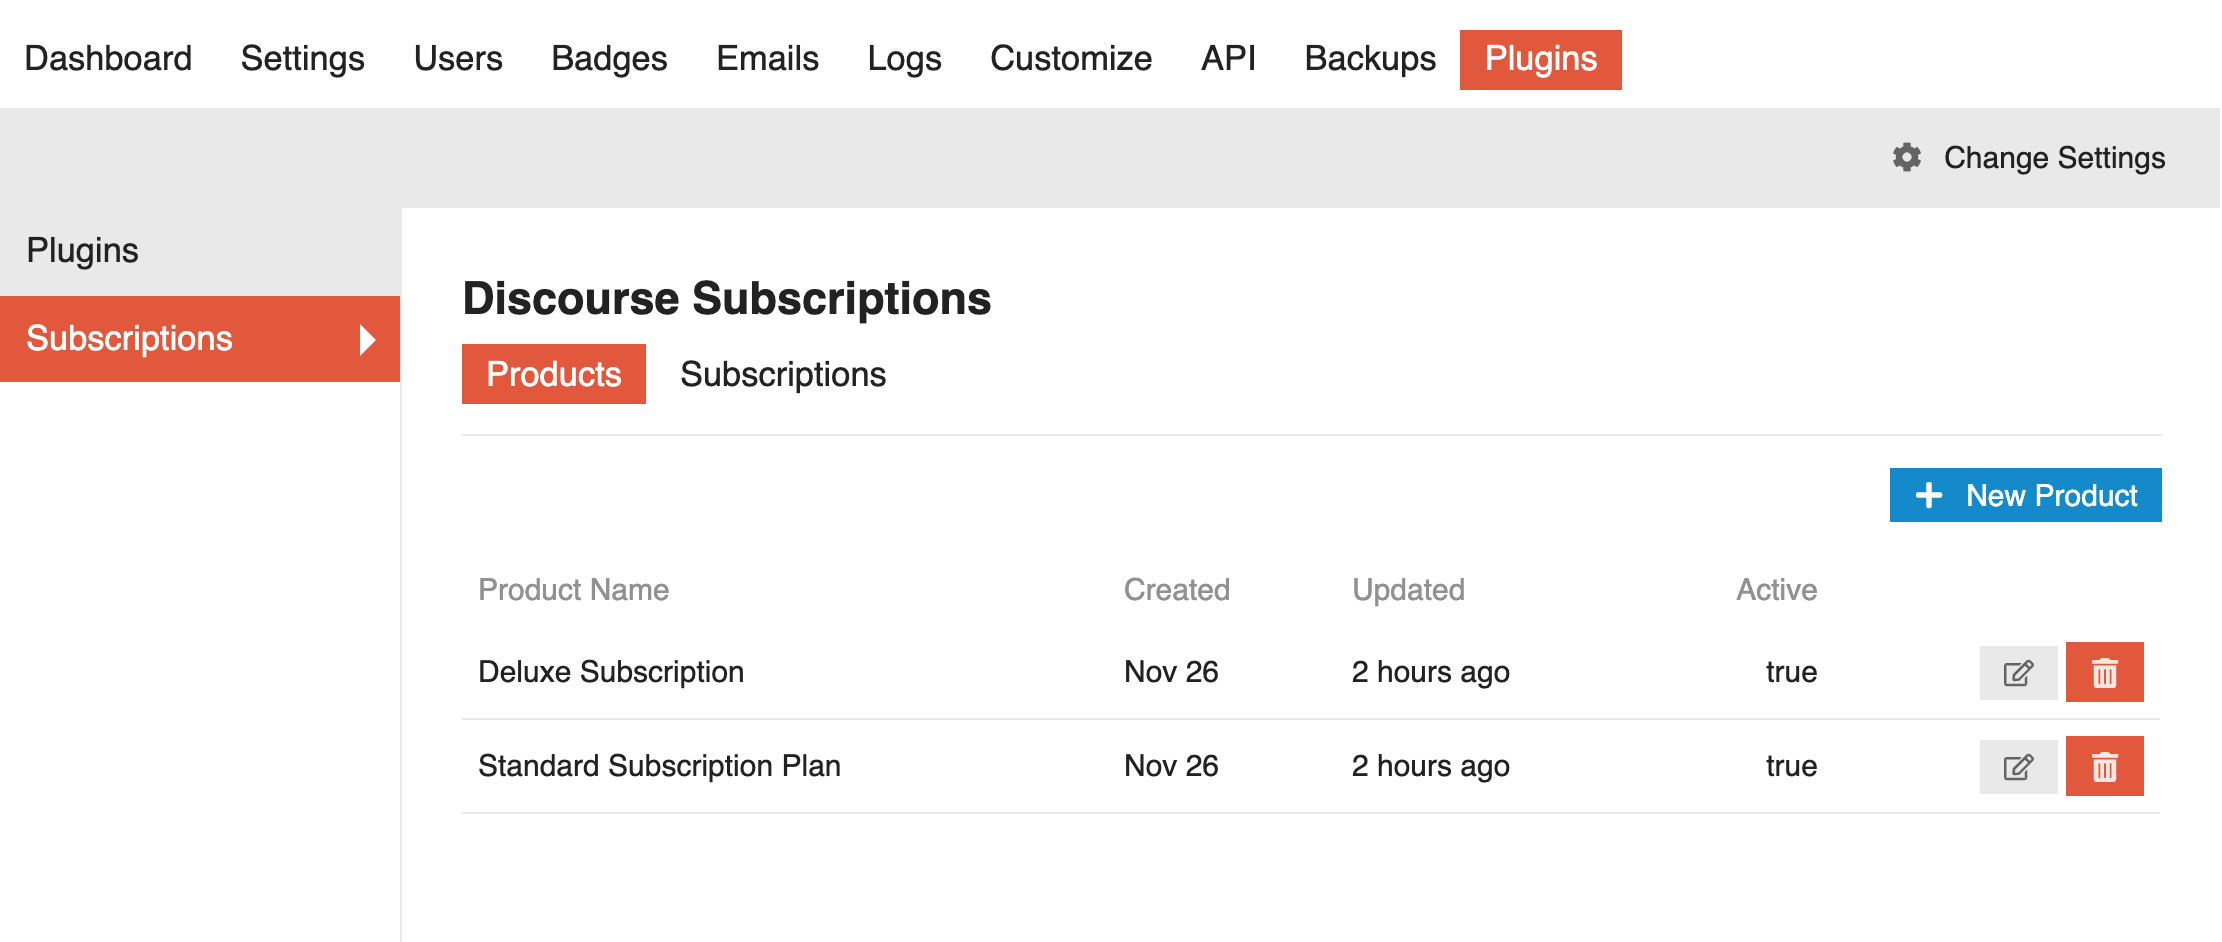 Dashboard Settings Users Badges Emails Logs Customize API Backups Plugins
Change Settings
Plugins
Subscriptions
Discourse Subscriptions
Products Subscriptions
New Product
Product Name Created Updated Active
Deluxe Subscription Nov 26 2 hours ago true
Standard Subscription Plan Nov 26 2 hours ago true